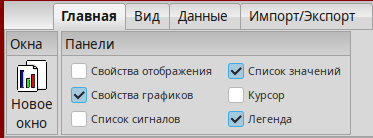 Главная Вид Данные Импорт/Экспорт
Окна Панели
Свойства отображения Список значений
Свойства графиков Курсор
Список сигналов Легенда
Новое
окно